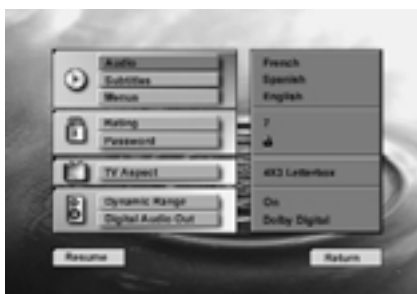 Audio French
Subtitles Spanish
Menus English
Rating 7
Password
TV Aspect 4X3 Letterbox
Dynamic Range On
Digital Audio Out Dolby Digital
Resume Return